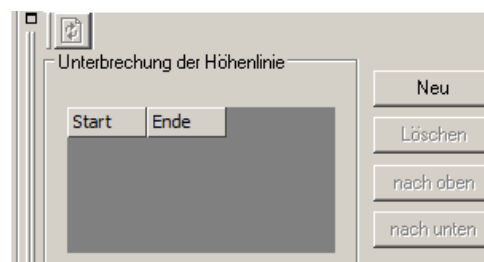 Unterbrechung der Höhenlinie
Start Ende
Neu
Löschen
nach oben
nach unten